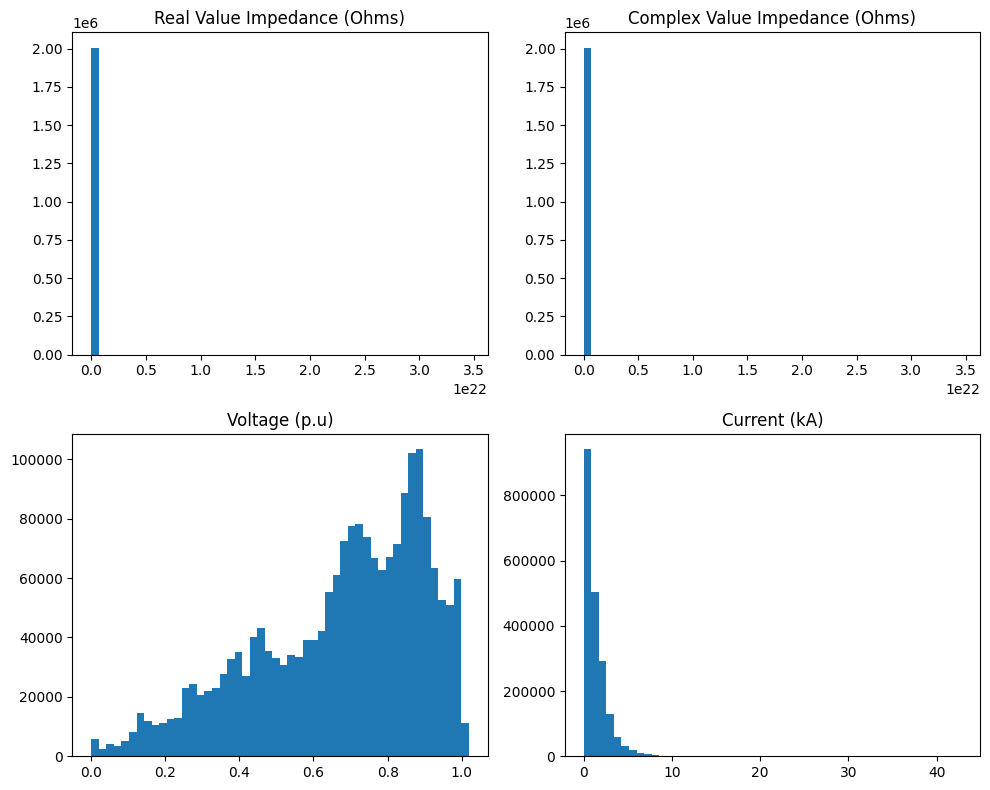 Real Value Impedance (Ohms)
1e6
2.00
1.75
1.50
1.25
1.00
0.75
0.50
0.25
0.00
0.0 0.5 1.0 1.5 2.0 2.5 3.0 3.5
1e22
Complex Value Impedance (Ohms)
1e6
2.00
1.75
1.50
1.25
1.00
0.75
0.50
0.25
0.00
0.0 0.5 1.0 1.5 2.0 2.5 3.0 3.5
1e22
Voltage (p.u)
100000
80000
60000
40000
20000
0
0.0 0.2 0.4 0.6 0.8 1.0
Current (kA)
800000
600000
400000
200000
0
0 10 20 30 40